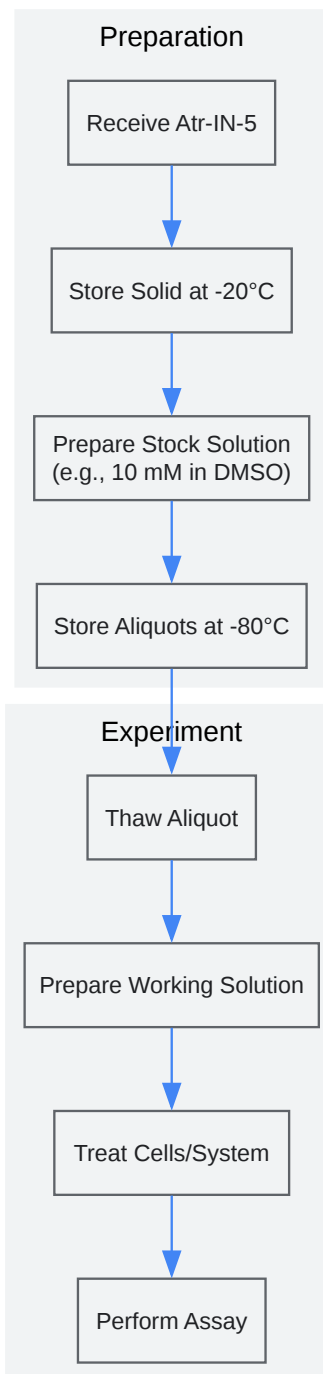 Preparation
Receive Atr-IN-5
Store Solid at -20°C
Prepare Stock Solution
(e.g., 10 mM in DMSO)
Store Aliquots at -80°C
Experiment
Thaw Aliquot
Prepare Working Solution
Treat Cells/System
Perform Assay